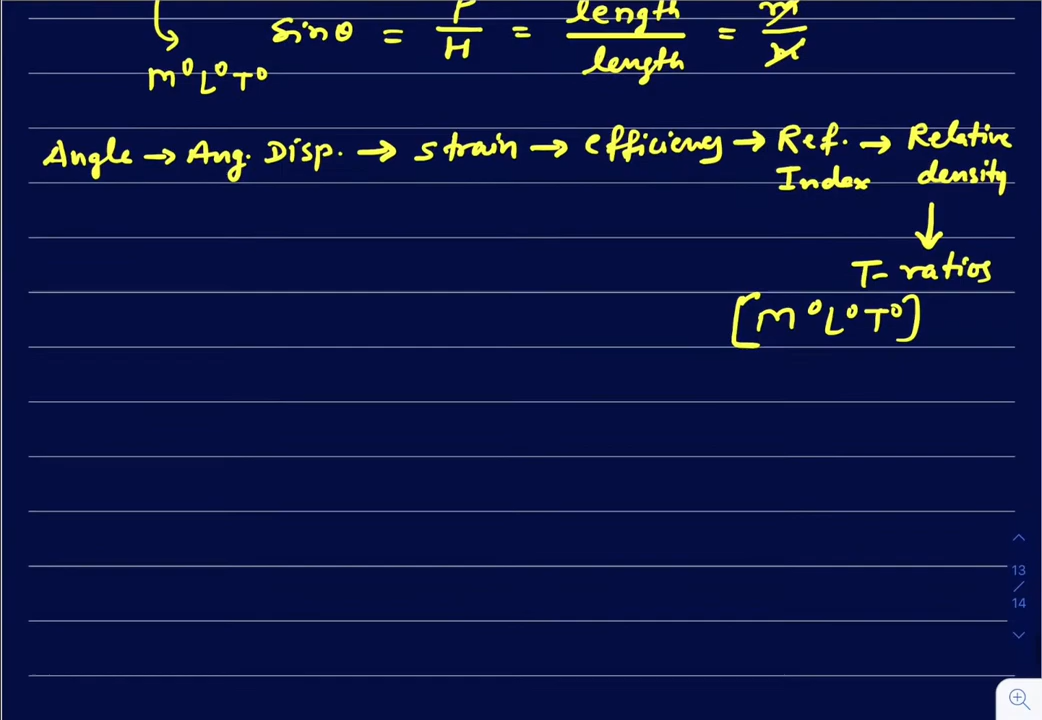 sinθ = P/H = length/length = m/m
M⁰L⁰T⁰
Angle → Ang. Disp. → strain → efficiency → Ref. Index → Relative density
↓
T-ratios
[M⁰L⁰T⁰]
13
/
14